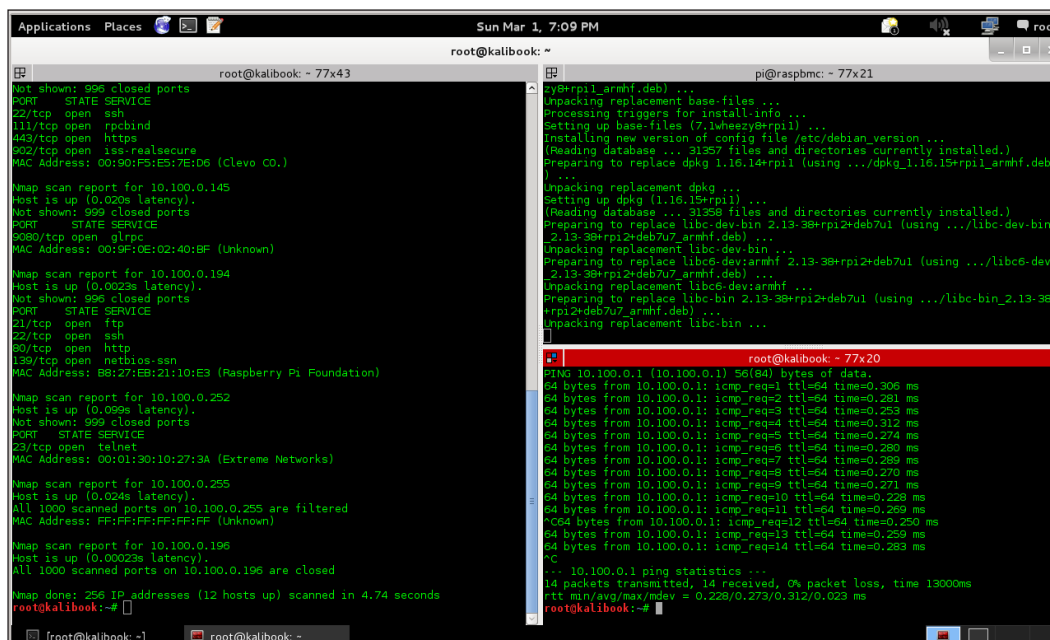 Applications Places Sun Mar 1, 7:09 PM roo
root@kalibook: ~
root@kalibook: ~ 77x43
Not shown: 996 closed ports
PORT STATE SERVICE
22/tcp open ssh
111/tcp open rpcbind
443/tcp open https
902/tcp open iss-realsecure
MAC Address: 00:90:F5:E5:7E:D6 (Clevo CO.)
Nmap scan report for 10.100.0.145
Host is up (0.020s latency).
Not shown: 999 closed ports
PORT STATE SERVICE
9080/tcp open glrpc
MAC Address: 00:9F:0E:02:40:BF (Unknown)
Nmap scan report for 10.100.0.194
Host is up (0.0023s latency).
Not shown: 996 closed ports
PORT STATE SERVICE
21/tcp open ftp
22/tcp open ssh
80/tcp open http
139/tcp open netbios-ssn
MAC Address: B8:27:EB:21:10:E3 (Raspberry Pi Foundation)
Nmap scan report for 10.100.0.252
Host is up (0.099s latency).
Not shown: 999 closed ports
PORT STATE SERVICE
23/tcp open telnet
MAC Address: 00:01:30:10:27:3A (Extreme Networks)
Nmap scan report for 10.100.0.255
Host is up (0.024s latency).
All 1000 scanned ports on 10.100.0.255 are filtered
MAC Address: FF:FF:FF:FF:FF:FF (Unknown)
Nmap scan report for 10.100.0.196
Host is up (0.00023s latency).
All 1000 scanned ports on 10.100.0.196 are closed
Nmap done: 256 IP addresses (12 hosts up) scanned in 4.74 seconds
root@kalibook:~#
pi@raspbmc: ~ 77x21
zy8+rpi1_armhf.deb) ...
Unpacking replacement base-files ...
Processing triggers for install-info ...
Setting up base-files (7.1wheezy8+rpi1) ...
Installing new version of config file /etc/debian_version ...
(Reading database ... 31357 files and directories currently installed.)
Preparing to replace dpkg 1.16.14+rpi1 (using .../dpkg_1.16.15+rpi1_armhf.deb
) ...
Unpacking replacement dpkg ...
Setting up dpkg (1.16.15+rpi1) ...
(Reading database ... 31358 files and directories currently installed.)
Preparing to replace libc-dev-bin 2.13-38+rpi2+deb7u1 (using .../libc-dev-bin
_2.13-38+rpi2+deb7u7_armhf.deb) ...
Unpacking replacement libc-dev-bin ...
Preparing to replace libc6-dev:armhf 2.13-38+rpi2+deb7u1 (using .../libc6-dev
_2.13-38+rpi2+deb7u7_armhf.deb) ...
Unpacking replacement libc6-dev:armhf ...
Preparing to replace libc-bin 2.13-38+rpi2+deb7u1 (using .../libc-bin_2.13-38
+rpi2+deb7u7_armhf.deb) ...
Unpacking replacement libc-bin ...
root@kalibook: ~ 77x20
PING 10.100.0.1 (10.100.0.1) 56(84) bytes of data.
64 bytes from 10.100.0.1: icmp_req=1 ttl=64 time=0.306 ms
64 bytes from 10.100.0.1: icmp_req=2 ttl=64 time=0.281 ms
64 bytes from 10.100.0.1: icmp_req=3 ttl=64 time=0.253 ms
64 bytes from 10.100.0.1: icmp_req=4 ttl=64 time=0.312 ms
64 bytes from 10.100.0.1: icmp_req=5 ttl=64 time=0.274 ms
64 bytes from 10.100.0.1: icmp_req=6 ttl=64 time=0.280 ms
64 bytes from 10.100.0.1: icmp_req=7 ttl=64 time=0.289 ms
64 bytes from 10.100.0.1: icmp_req=8 ttl=64 time=0.270 ms
64 bytes from 10.100.0.1: icmp_req=9 ttl=64 time=0.271 ms
64 bytes from 10.100.0.1: icmp_req=10 ttl=64 time=0.228 ms
64 bytes from 10.100.0.1: icmp_req=11 ttl=64 time=0.269 ms
^C64 bytes from 10.100.0.1: icmp_req=12 ttl=64 time=0.250 ms
64 bytes from 10.100.0.1: icmp_req=13 ttl=64 time=0.259 ms
64 bytes from 10.100.0.1: icmp_req=14 ttl=64 time=0.283 ms
^C
--- 10.100.0.1 ping statistics ---
14 packets transmitted, 14 received, 0% packet loss, time 13000ms
rtt min/avg/max/mdev = 0.228/0.273/0.312/0.023 ms
root@kalibook:~#
[root@kalibook: ~] root@kalibook: ~